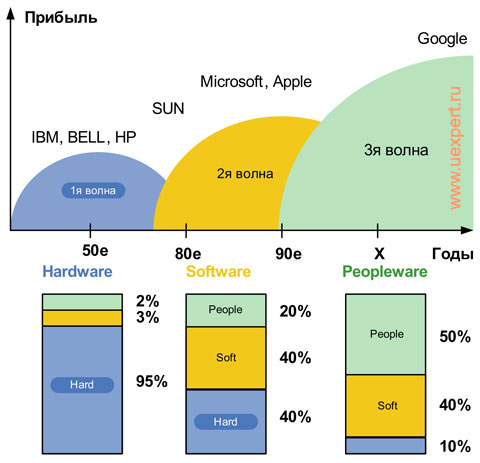 Прибыль
Google
Microsoft, Apple
SUN
IBM, BELL, HP
1я волна
2я волна
3я волна
www.uexpert.ru
50е
80е
90е
X
Годы
Hardware
Software
Peopleware
2%
3%
Hard
95%
People
20%
Soft
40%
Hard
40%
People
50%
Soft
40%
10%